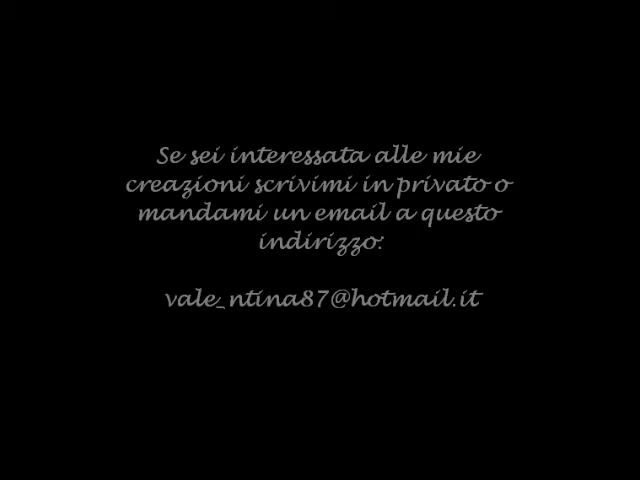 Se sei interessata alle mie
creazioni scrivimi in privato o
mandami un email a questo
indirizzo:
vale_ntina87@hotmail.it